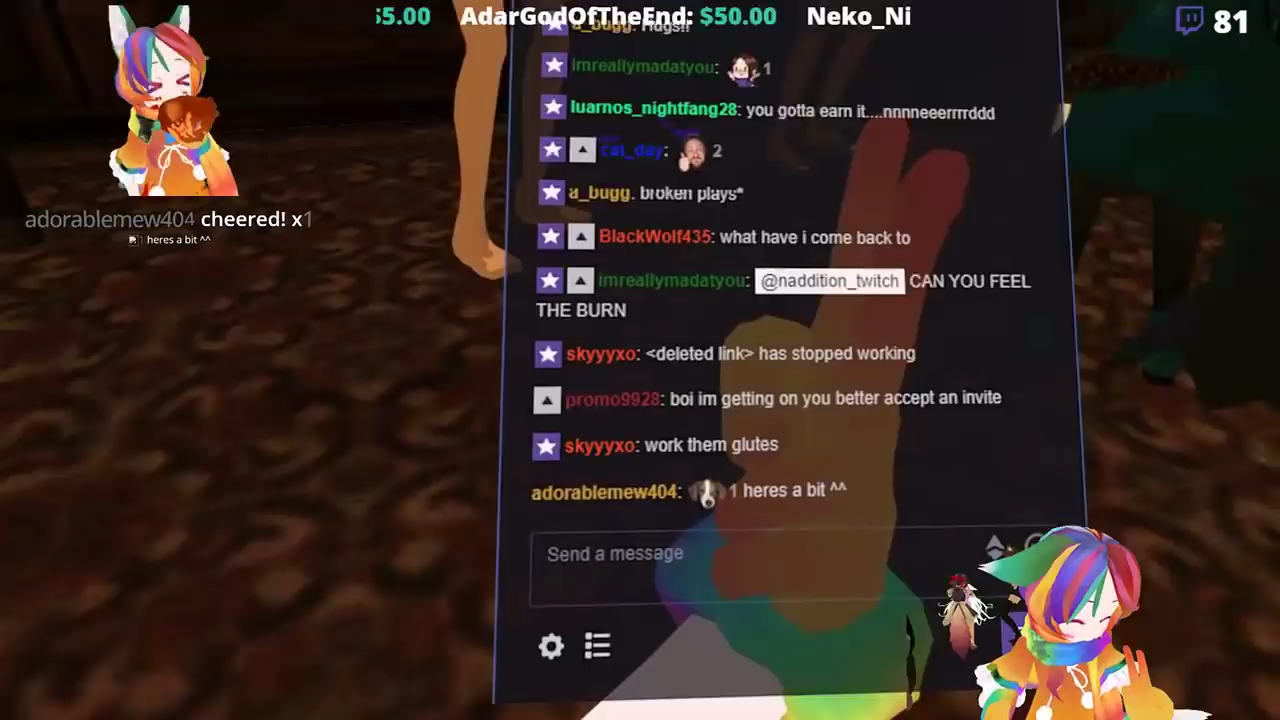 $5.00 AdarGodOfTheEnd: $50.00 Neko_Ni
81
a_bugg: Hugs!!
imreallymadatyou: 1
luarnos_nightfang28: you gotta earn it....nnnneeerrrrddd
cat_day: 2
a_bugg: broken plays*
BlackWolf435: what have i come back to
imreallymadatyou: @naddition_twitch CAN YOU FEEL
THE BURN
skyyyxo: <deleted link> has stopped working
promo9928: boi im getting on you better accept an invite
skyyyxo: work them glutes
adorablemew404: 1 heres a bit ^^
Send a message
adorablemew404 cheered! x1
1 heres a bit ^^